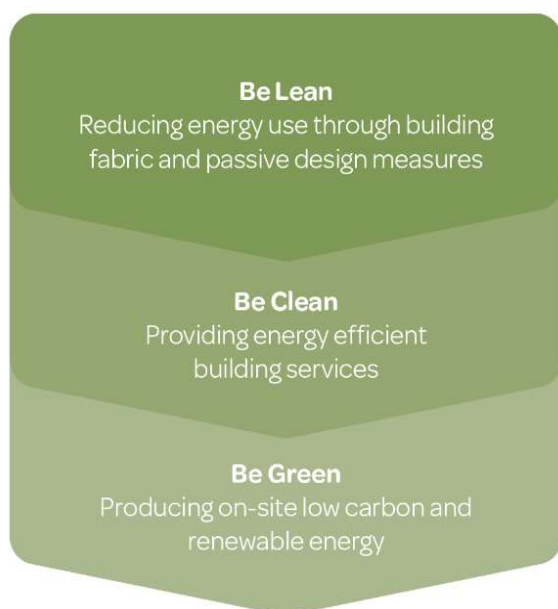 Be Lean
Reducing energy use through building
fabric and passive design measures
Be Clean
Providing energy efficient
building services
Be Green
Producing on-site low carbon and
renewable energy